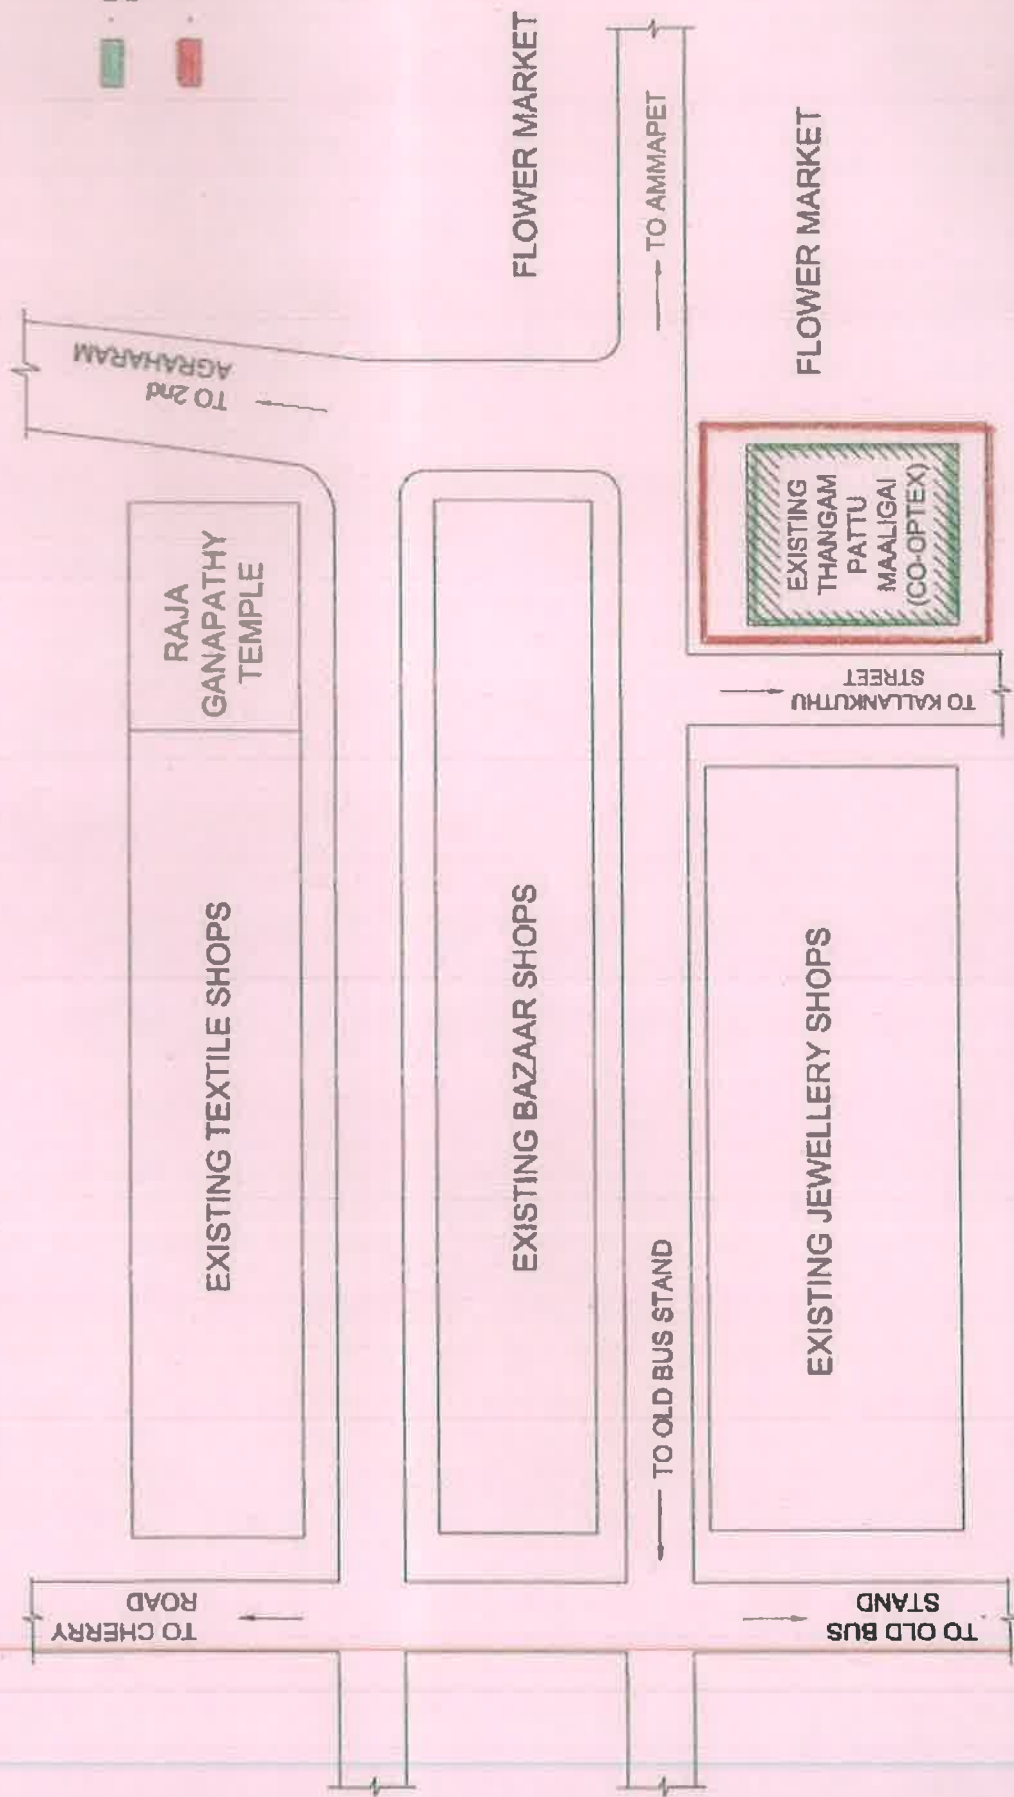 TO 2nd
AGRAHARAM
FLOWER MARKET
RAJA
GANAPATHY
TEMPLE
TO AMMAPET
FLOWER MARKET
EXISTING
THANGAM
PATTU
MAALIGAI
(CO-OPTEX)
TO KALLANKUTHU
STREET
EXISTING TEXTILE SHOPS
EXISTING BAZAAR SHOPS
EXISTING JEWELLERY SHOPS
TO OLD BUS STAND
TO CHERRY
ROAD
TO OLD BUS
STAND